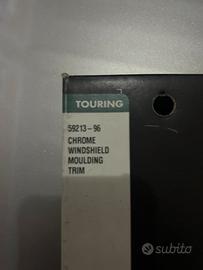 TOURING
59213-96
CHROME
WINDSHIELD
MOULDING
TRIM
subito